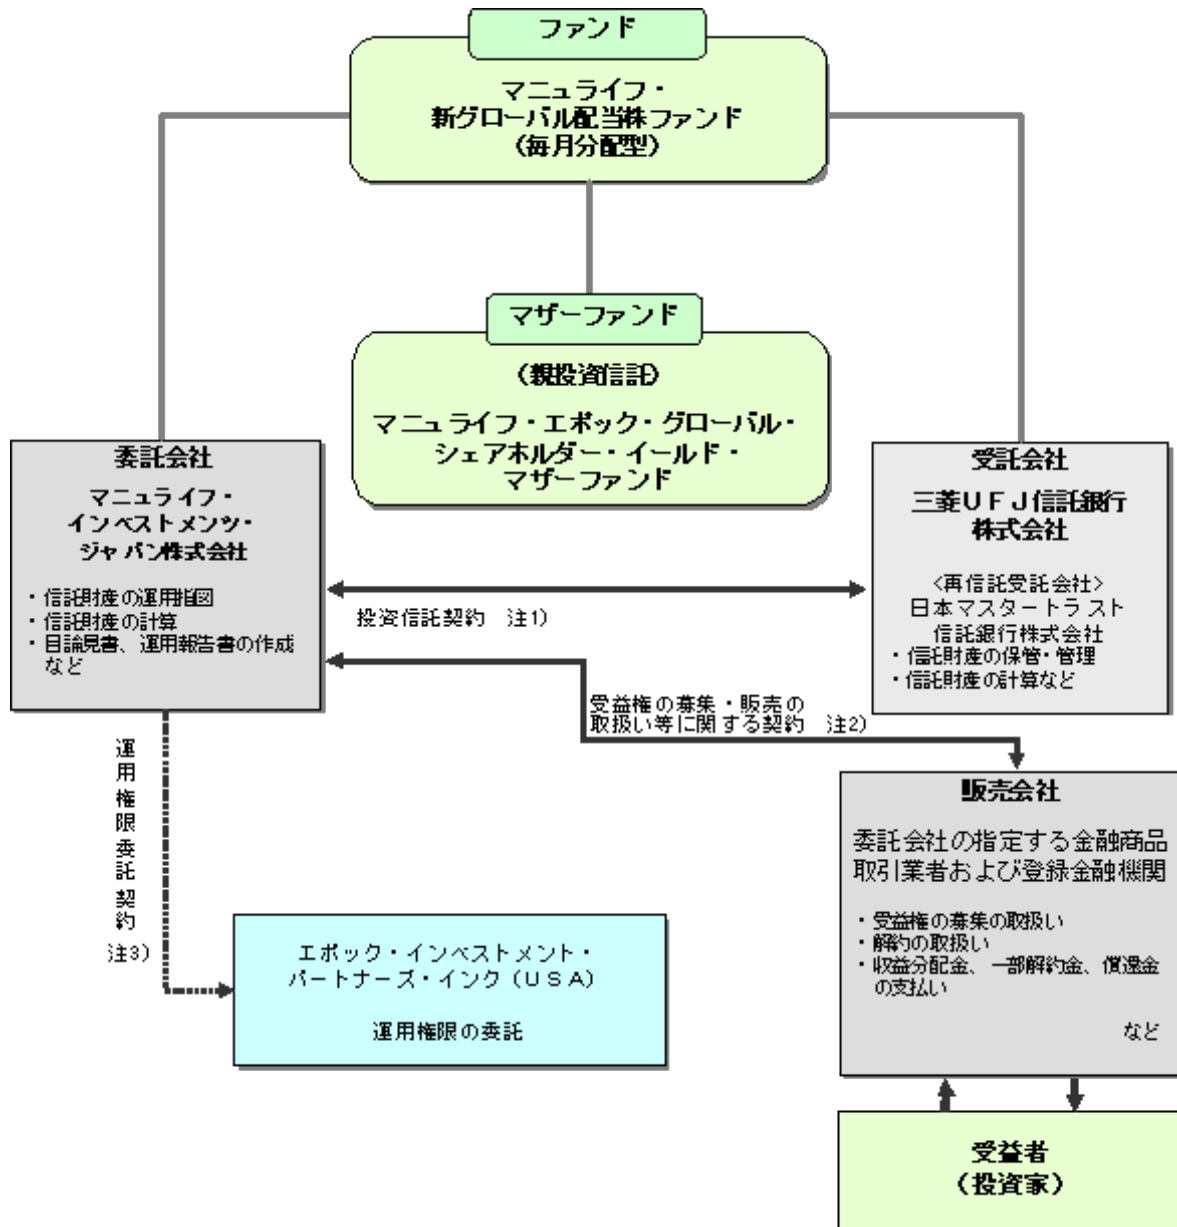 ファンド
マニュライフ・
新グローバル配当株ファンド
（毎月分配型）
マザーファンド
（親投資信託）
マニュライフ・エポック・グローバル・
シェアホルダー・イールド・
マザーファンド
委託会社
マニュライフ・
インベストメンツ・
ジャパン株式会社
・信託財産の運用指図
・信託財産の計算
・目論見書、運用報告書の作成
など
受託会社
三菱ＵＦＪ信託銀行
株式会社
＜再信託受託会社＞
日本マスタートラスト
信託銀行株式会社
・信託財産の保管・管理
・信託財産の計算など
投資信託契約　注1）
受益権の募集・販売の
取扱い等に関する契約　注2）
運用権限委託契約
注3）
販売会社
委託会社の指定する金融商品
取引業者および登録金融機関
・受益権の募集の取扱い
・解約の取扱い
・収益分配金、一部解約金、償還金
の支払い
など
エポック・インベストメント・
パートナーズ・インク（ＵＳＡ）
運用権限の委託
受益者
（投資家）